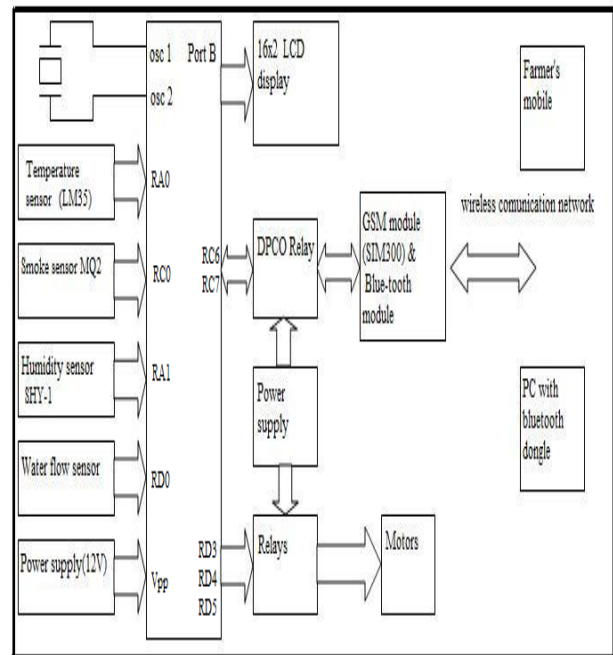 osc 1
Port B
16x2 LCD
display
Farmer's
mobile
osc 2
Temperature
sensor (LM35)
RA0
wireless comunication network
GSM module
(SIM300) &
Blue-tooth
module
DPCO Relay
RC6
RC7
Smoke sensor MQ2
RC0
Humidity sensor
SHY-1
RA1
Power
supply
PC with
bluetooth
dongle
Water flow sensor
RD0
Power supply(12V)
Vpp
RD3
RD4
RD5
Relays
Motors